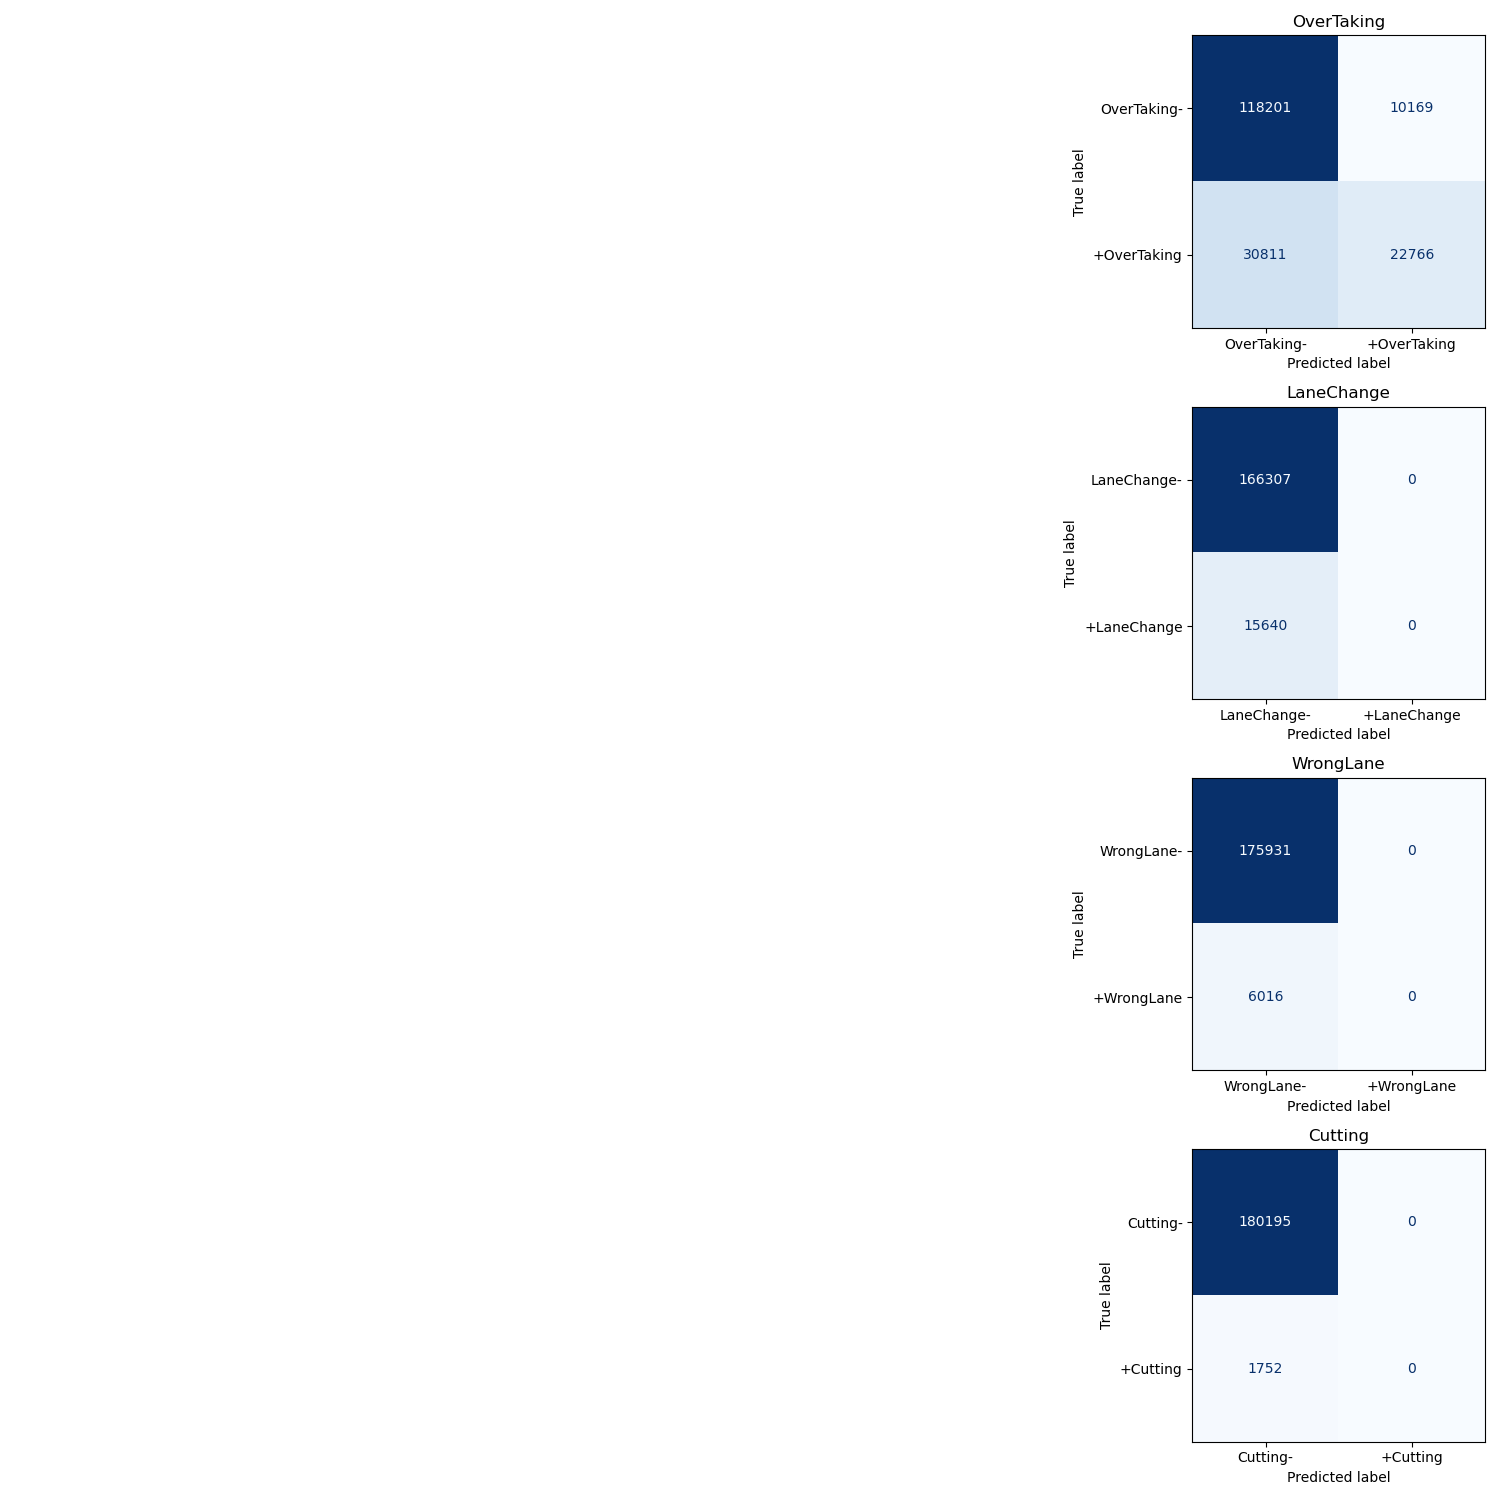 OverTaking
OverTaking-
118201 10169
True label
+OverTaking
30811 22766
OverTaking- +OverTaking
Predicted label
LaneChange
LaneChange-
166307 0
True label
+LaneChange
15640 0
LaneChange- +LaneChange
Predicted label
WrongLane
WrongLane-
175931 0
True label
+WrongLane
6016 0
WrongLane- +WrongLane
Predicted label
Cutting
Cutting-
180195 0
True label
+Cutting
1752 0
Cutting- +Cutting
Predicted label